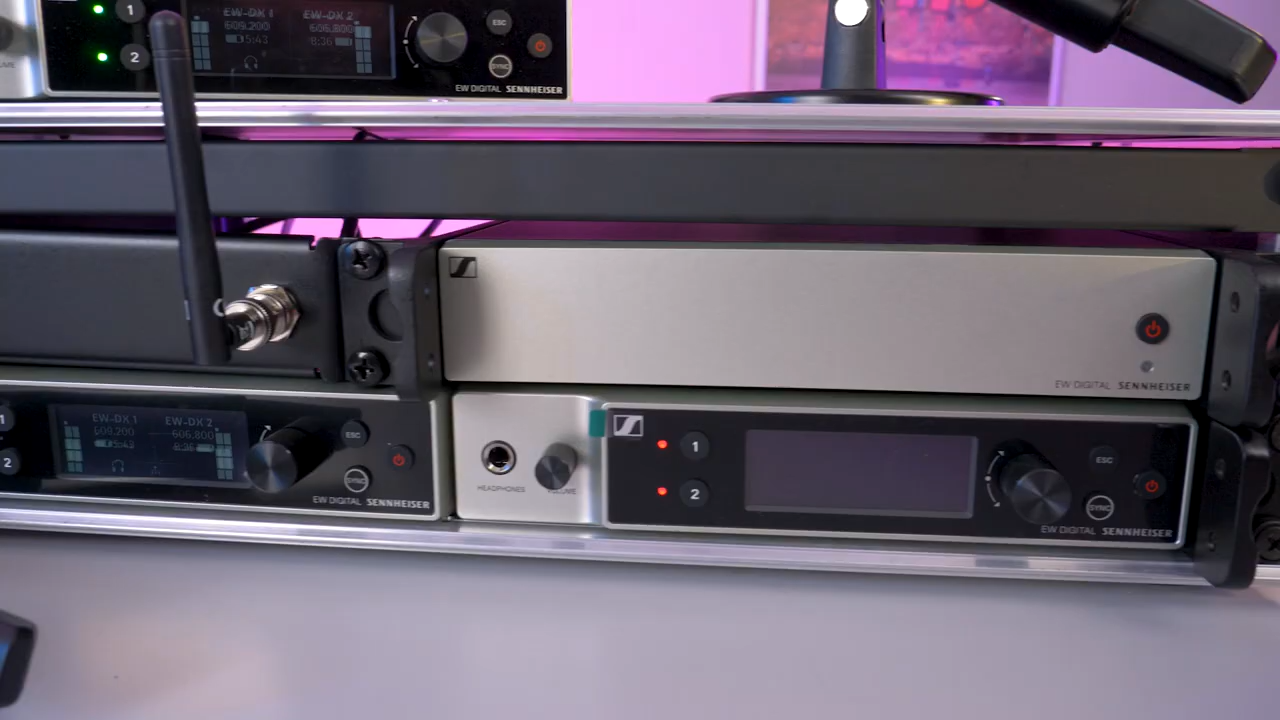 1
2
EW-DX 1
EW-DX 2
609.200
606.800
5:43
8:36
ESC
SYNC
EW DIGITAL SENNHEISER
EW DIGITAL SENNHEISER
1
2
EW-DX 1
EW-DX 2
609.200
606.800
5:43
8:36
ESC
SYNC
EW DIGITAL SENNHEISER
HEADPHONES
VOLUME
1
2
ESC
SYNC
EW DIGITAL SENNHEISER